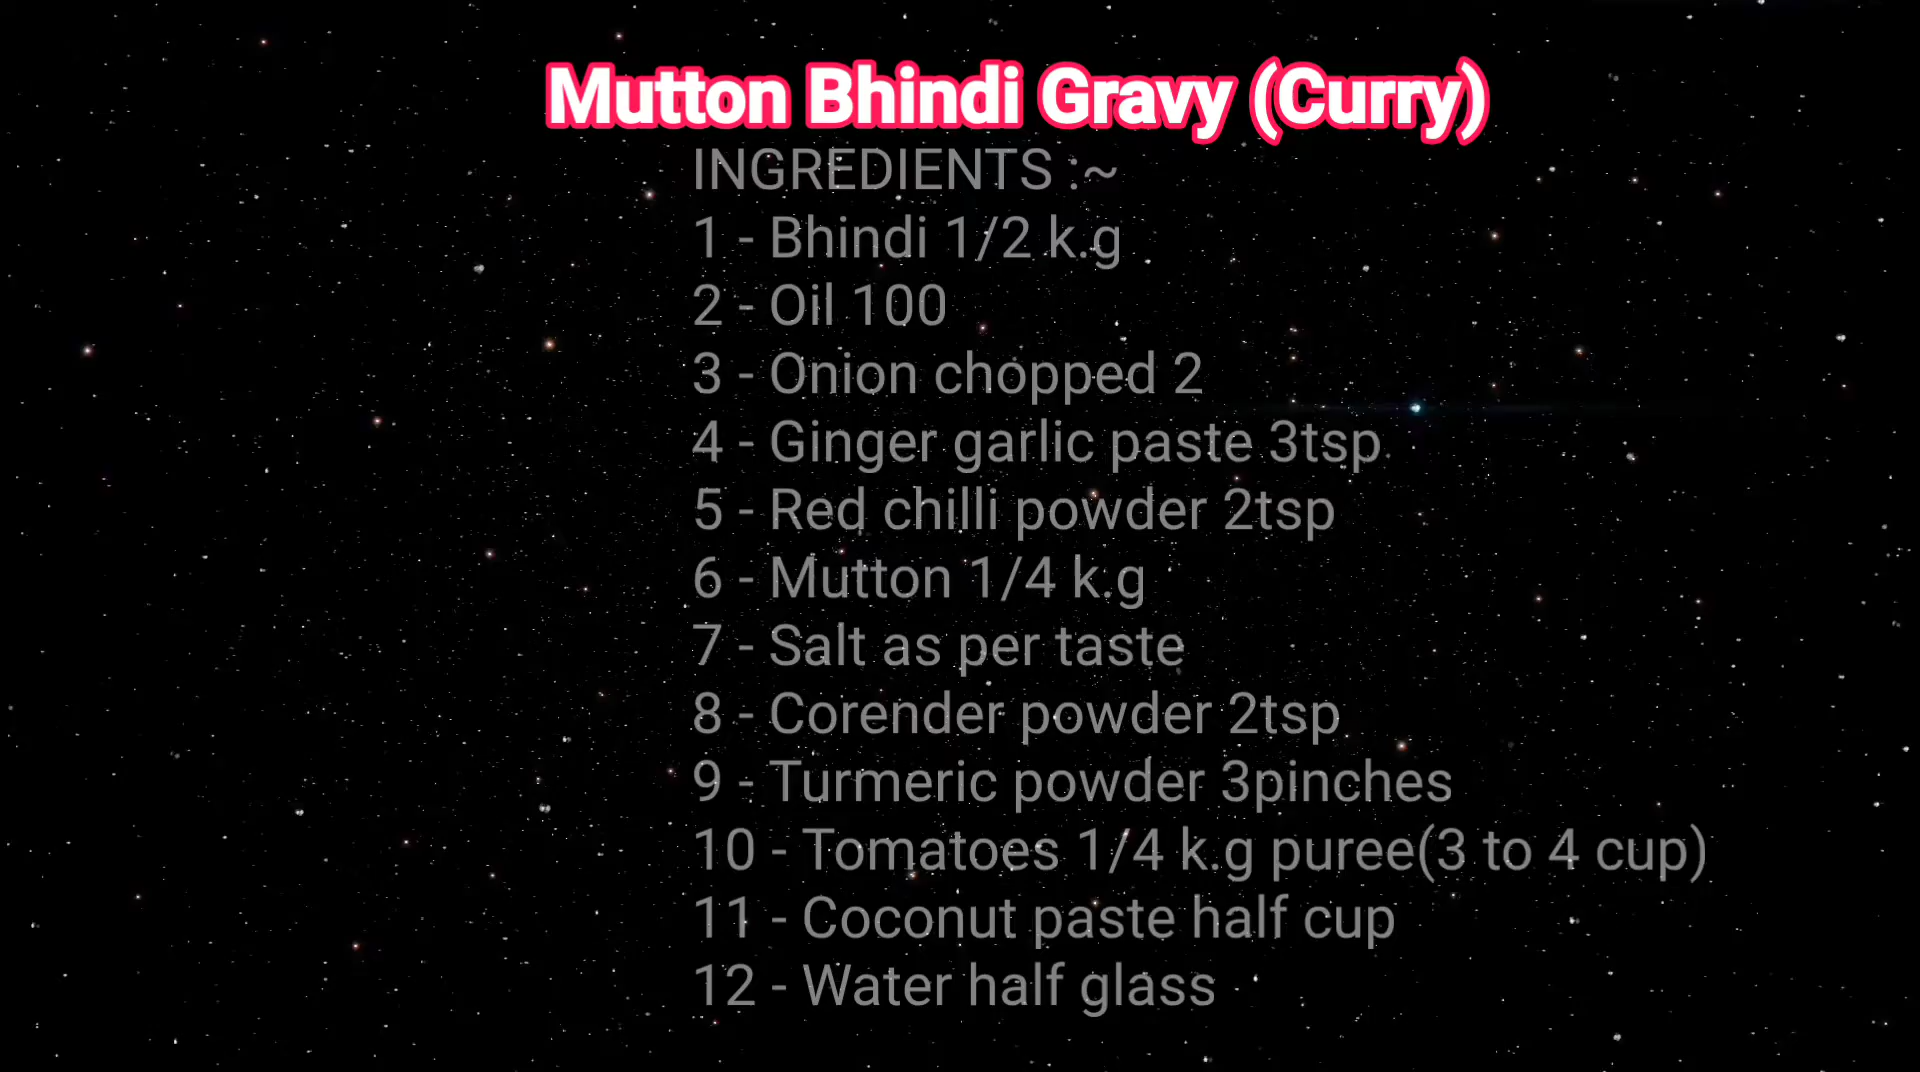 Mutton Bhindi Gravy (Curry)
INGREDIENTS :~
1 - Bhindi 1/2 k.g
2 - Oil 100
3 - Onion chopped 2
4 - Ginger garlic paste 3tsp
5 - Red chilli powder 2tsp
6 - Mutton 1/4 k.g
7 - Salt as per taste
8 - Corender powder 2tsp
9 - Turmeric powder 3pinches
10 - Tomatoes 1/4 k.g puree(3 to 4 cup)
11 - Coconut paste half cup
12 - Water half glass